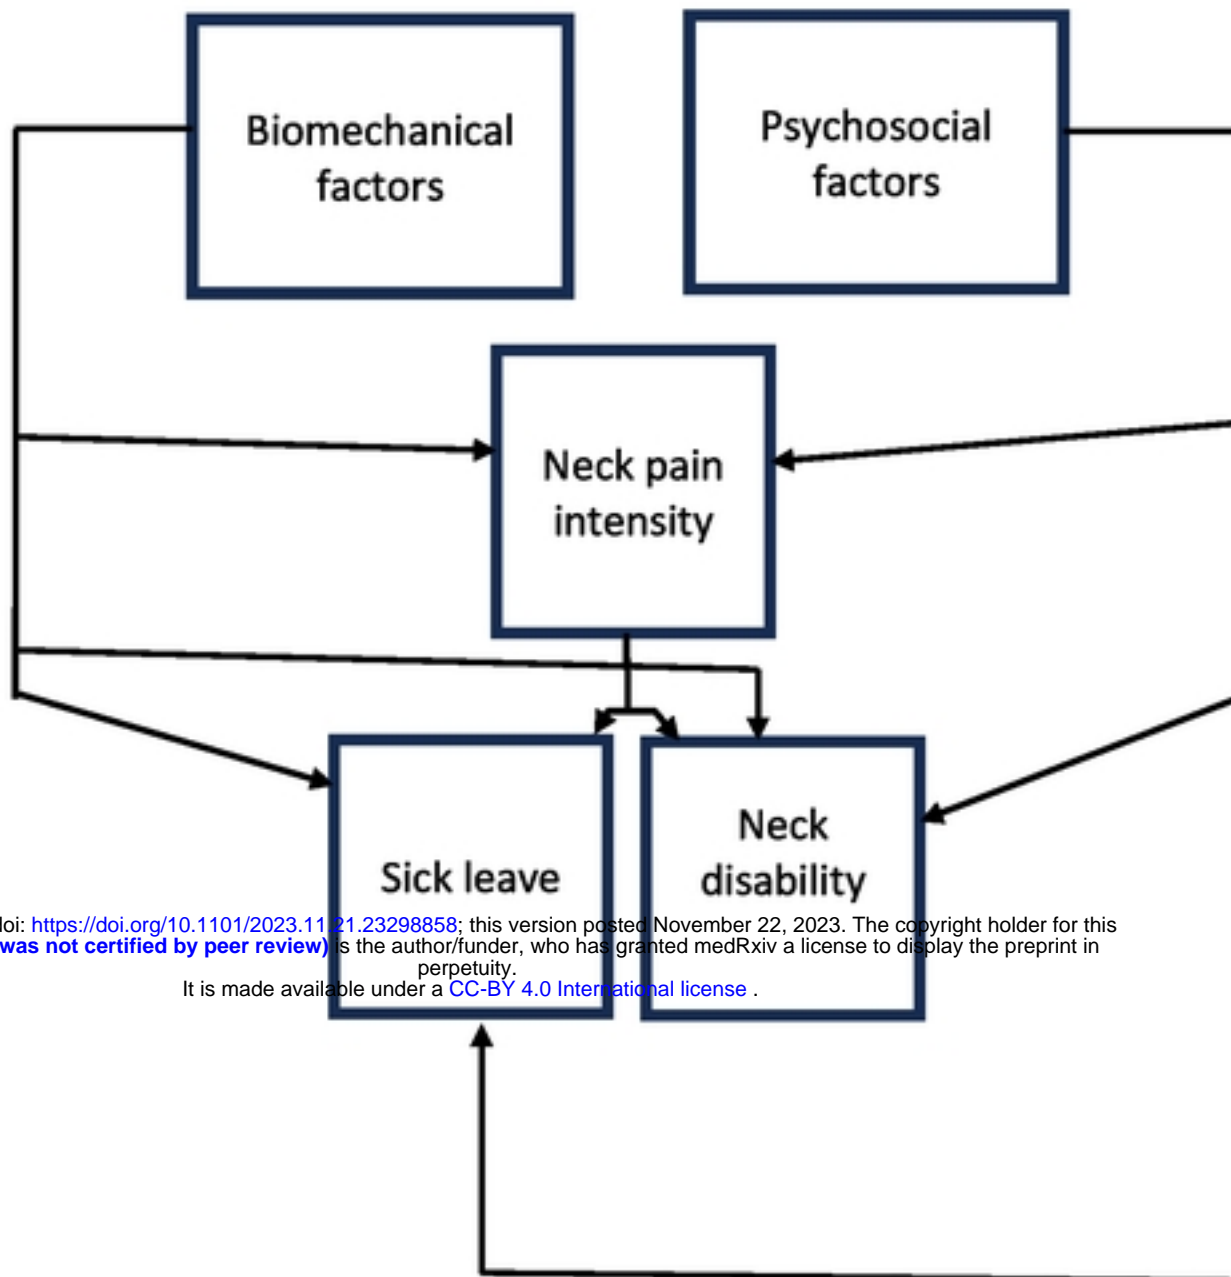 Biomechanical
factors
Psychosocial
factors
Neck pain
intensity
Sick leave
Neck
disability
doi: https://doi.org/10.1101/2023.11.21.23298858; this version posted November 22, 2023. The copyright holder for this
was not certified by peer review) is the author/funder, who has granted medRxiv a license to display the preprint in
perpetuity.
It is made available under a CC-BY 4.0 International license .